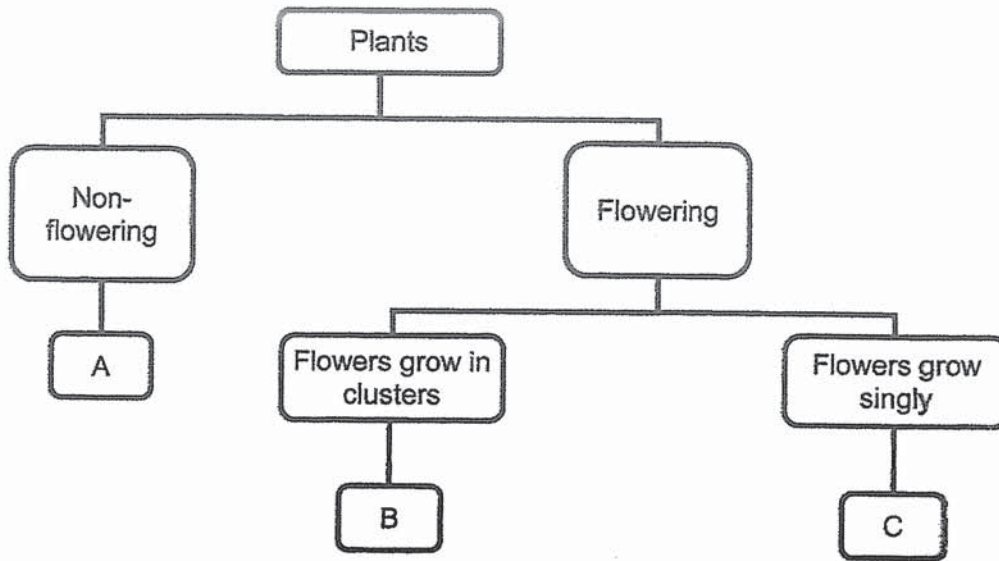 Plants
Non-
flowering
Flowering
A
Flowers grow in
clusters
Flowers grow
singly
B
C